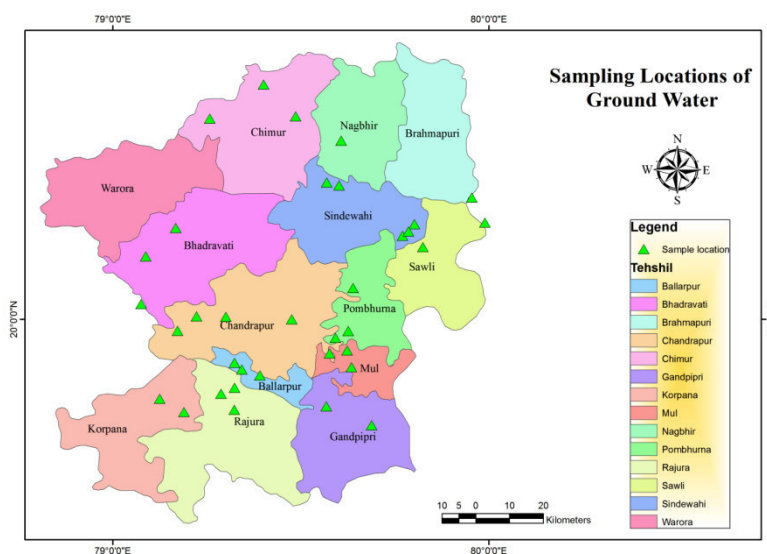 79°0'0"E
80°0'0"E
Sampling Locations of
Ground Water
N
W
E
S
Chimur
Nagbhir
Brahmapuri
Warora
Sindewahi
Bhadravati
Sawli
20°0'0"N
20°0'0"N
Pombhurna
Chandrapur
Mul
Ballarpur
Korpana
Rajura
Gandpipri
Legend
Sample location
Tehshil
Ballarpur
Bhadravati
Brahmapuri
Chandrapur
Chimur
Gandpipri
Korpana
Mul
Nagbhir
Pombhurna
Rajura
Sawli
Sindewahi
Warora
10 5 0 10 20
Kilometers
79°0'0"E
80°0'0"E